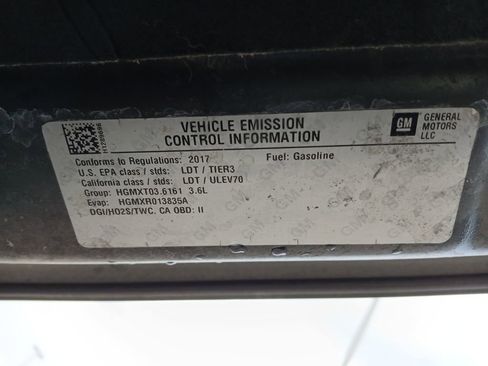 VEHICLE EMISSION
CONTROL INFORMATION
GM GENERAL
MOTORS
LLC
Conforms to Regulations: 2017 Fuel: Gasoline
U.S. EPA class / stds: LDT / TIER3
California class / stds: LDT / ULEV70
Group: HGMXT03.6161 3.6L
Evap: HGMXR013835A
DGI/HO2S/TWC. CA OBD: II